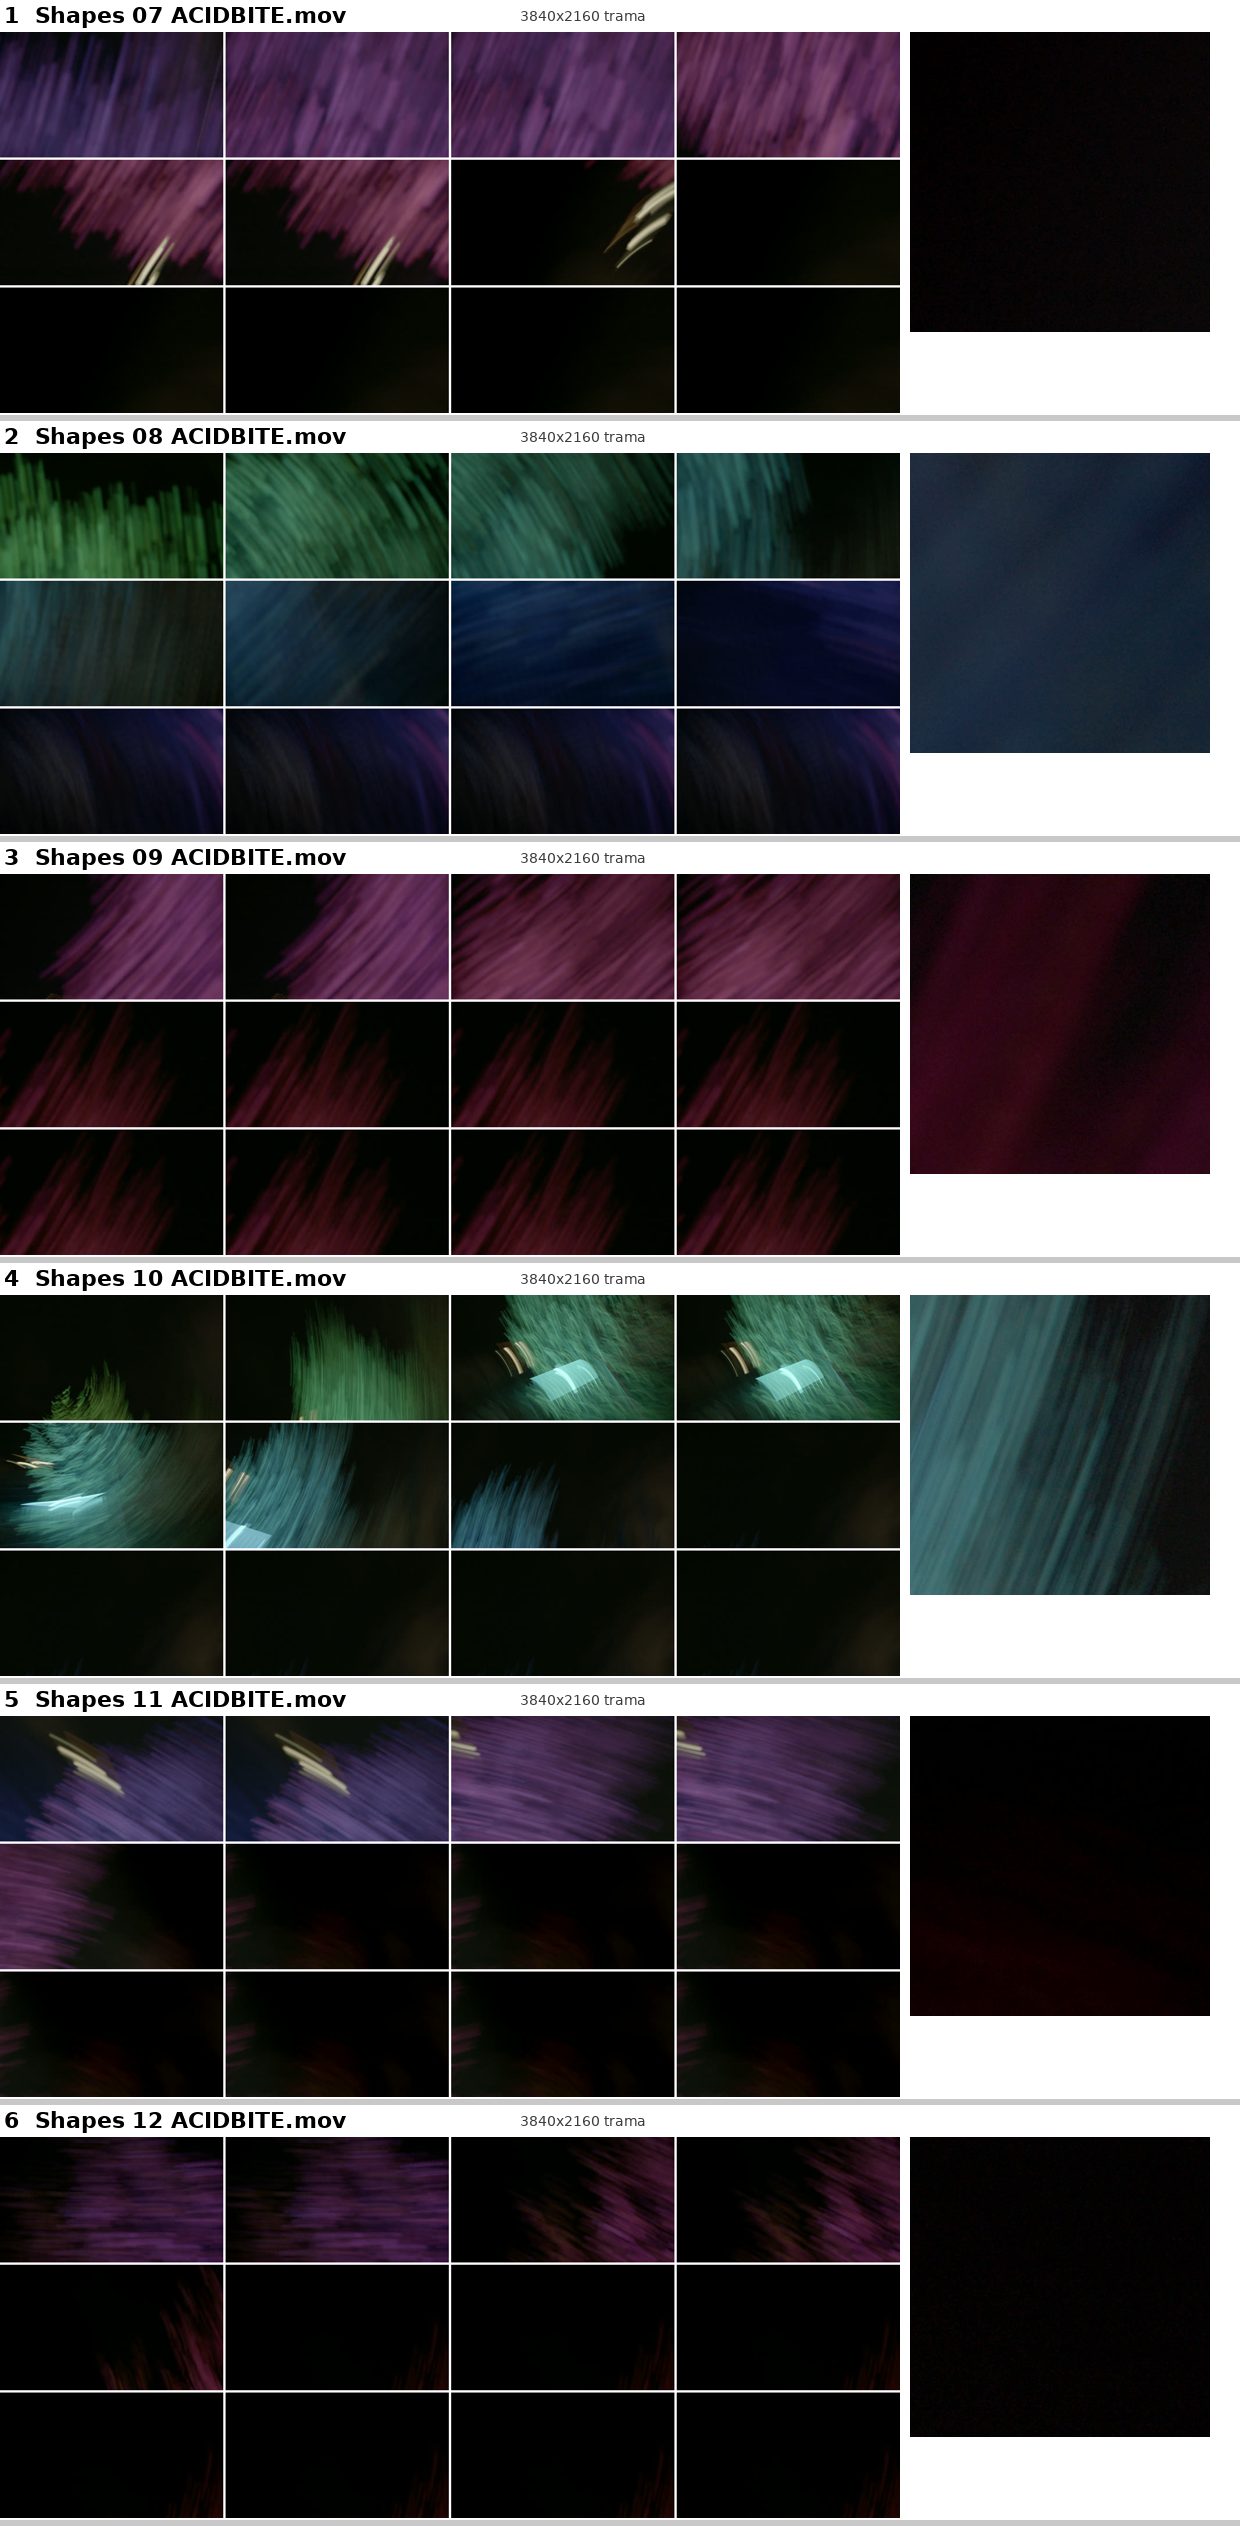 1 Shapes 07 ACIDBITE.mov 3840x2160 trama
2 Shapes 08 ACIDBITE.mov 3840x2160 trama
3 Shapes 09 ACIDBITE.mov 3840x2160 trama
4 Shapes 10 ACIDBITE.mov 3840x2160 trama
5 Shapes 11 ACIDBITE.mov 3840x2160 trama
6 Shapes 12 ACIDBITE.mov 3840x2160 trama